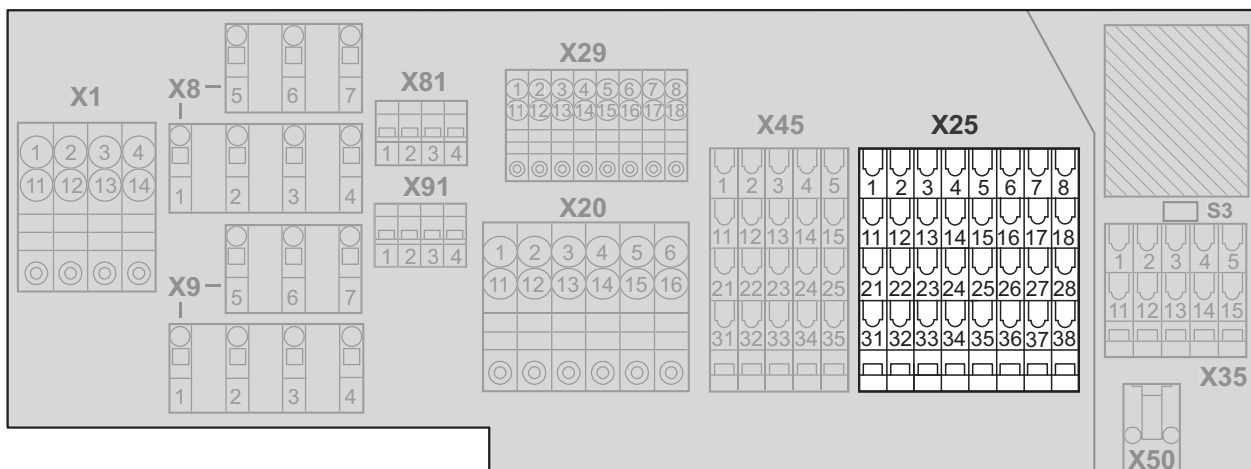 X1
1 2 3 4
11 12 13 14
X8
5 6 7
1 2 3 4
X9
5 6 7
1 2 3 4
X81
1 2 3 4
X91
1 2 3 4
X29
1 2 3 4 5 6 7 8
11 12 13 14 15 16 17 18
X20
1 2 3 4 5 6
11 12 13 14 15 16
X45
1 2 3 4 5
11 12 13 14 15
21 22 23 24 25
31 32 33 34 35
X25
1 2 3 4 5 6 7 8
11 12 13 14 15 16 17 18
21 22 23 24 25 26 27 28
31 32 33 34 35 36 37 38
S3
1 2 3 4 5
11 12 13 14 15
X35
X50